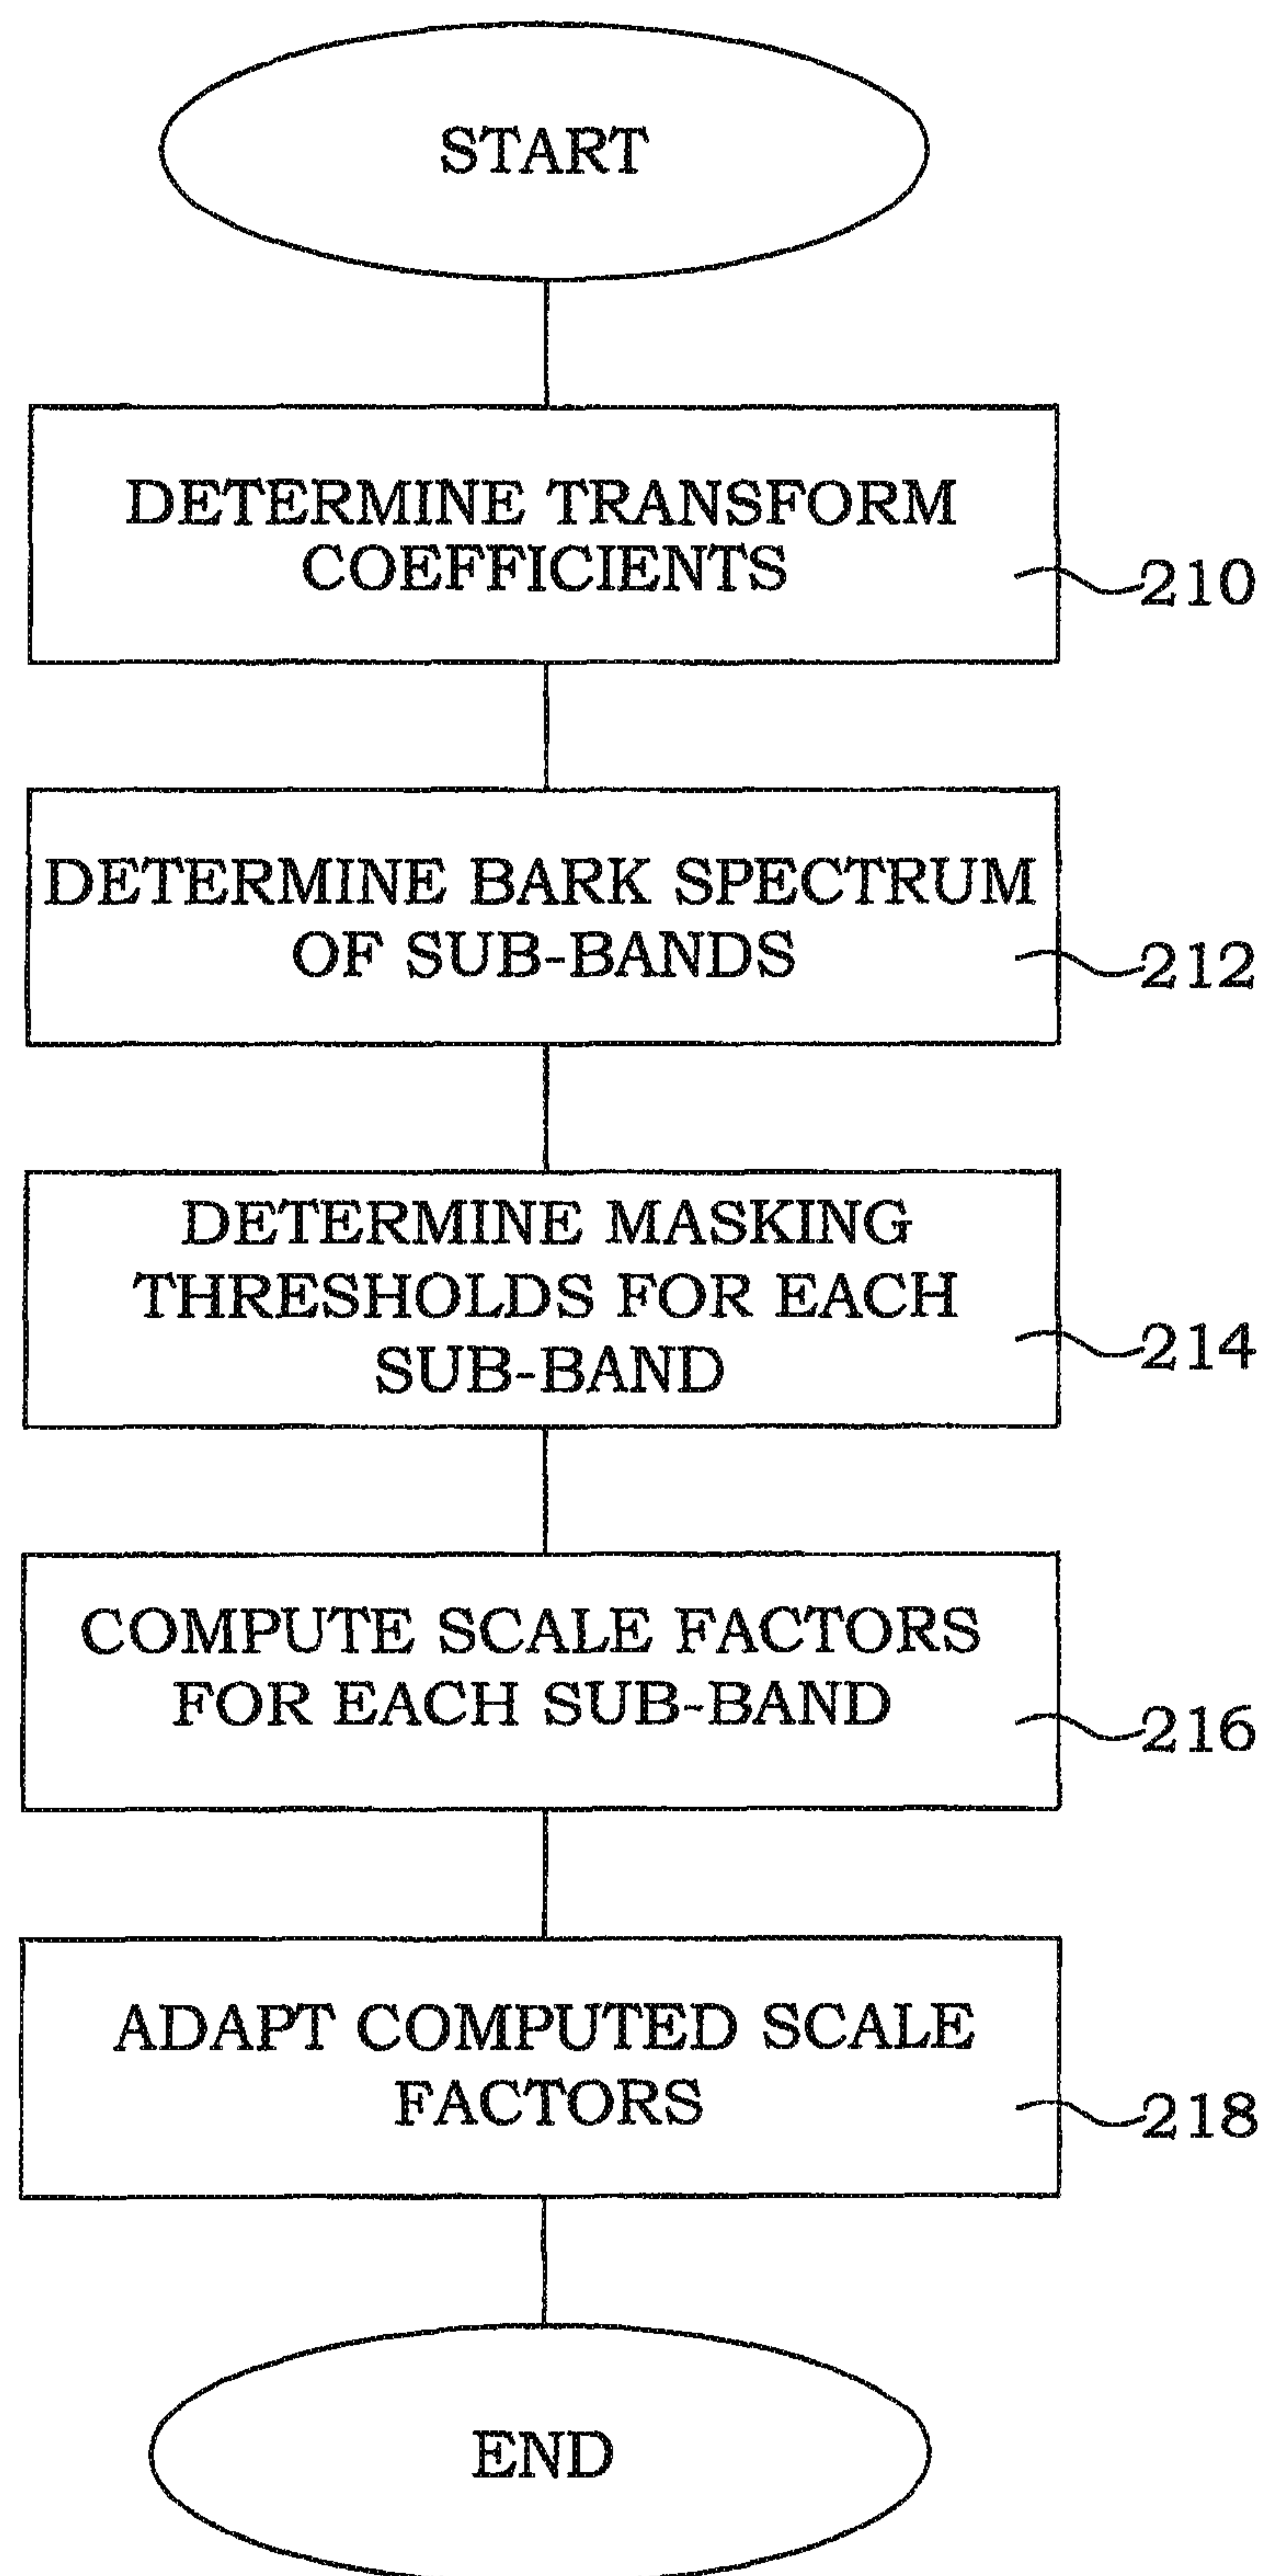 START
DETERMINE TRANSFORM
COEFFICIENTS
210
DETERMINE BARK SPECTRUM
OF SUB-BANDS
212
DETERMINE MASKING
THRESHOLDS FOR EACH
SUB-BAND
214
COMPUTE SCALE FACTORS
FOR EACH SUB-BAND
216
ADAPT COMPUTED SCALE
FACTORS
218
END